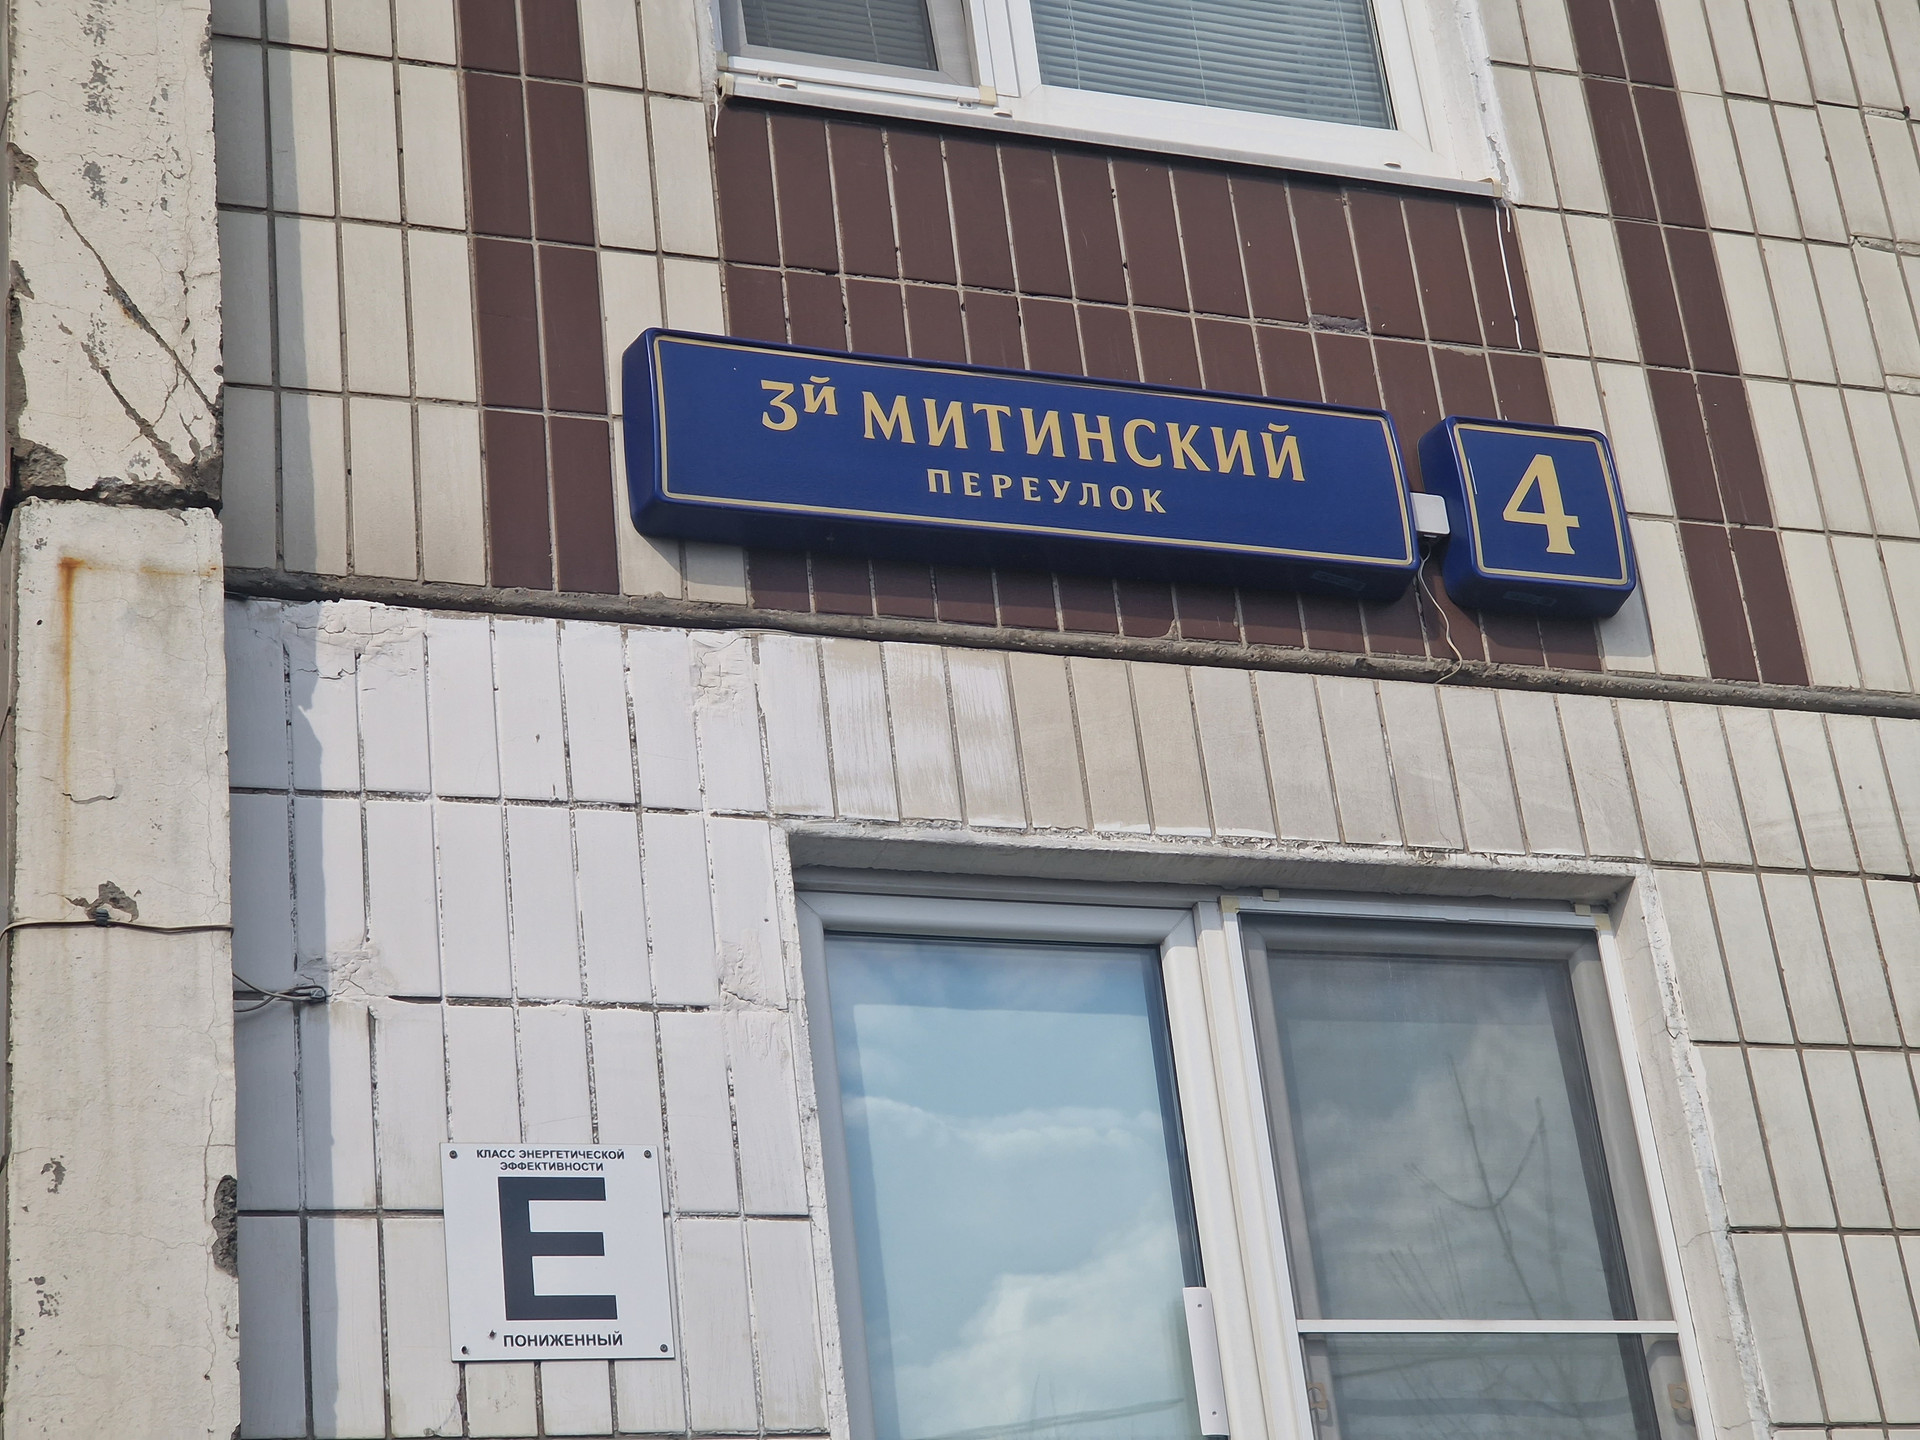 3й МИТИНСКИЙ
ПЕРЕУЛОК
4
КЛАСС ЭНЕРГЕТИЧЕСКОЙ
ЭФФЕКТИВНОСТИ
E
ПОНИЖЕННЫЙ